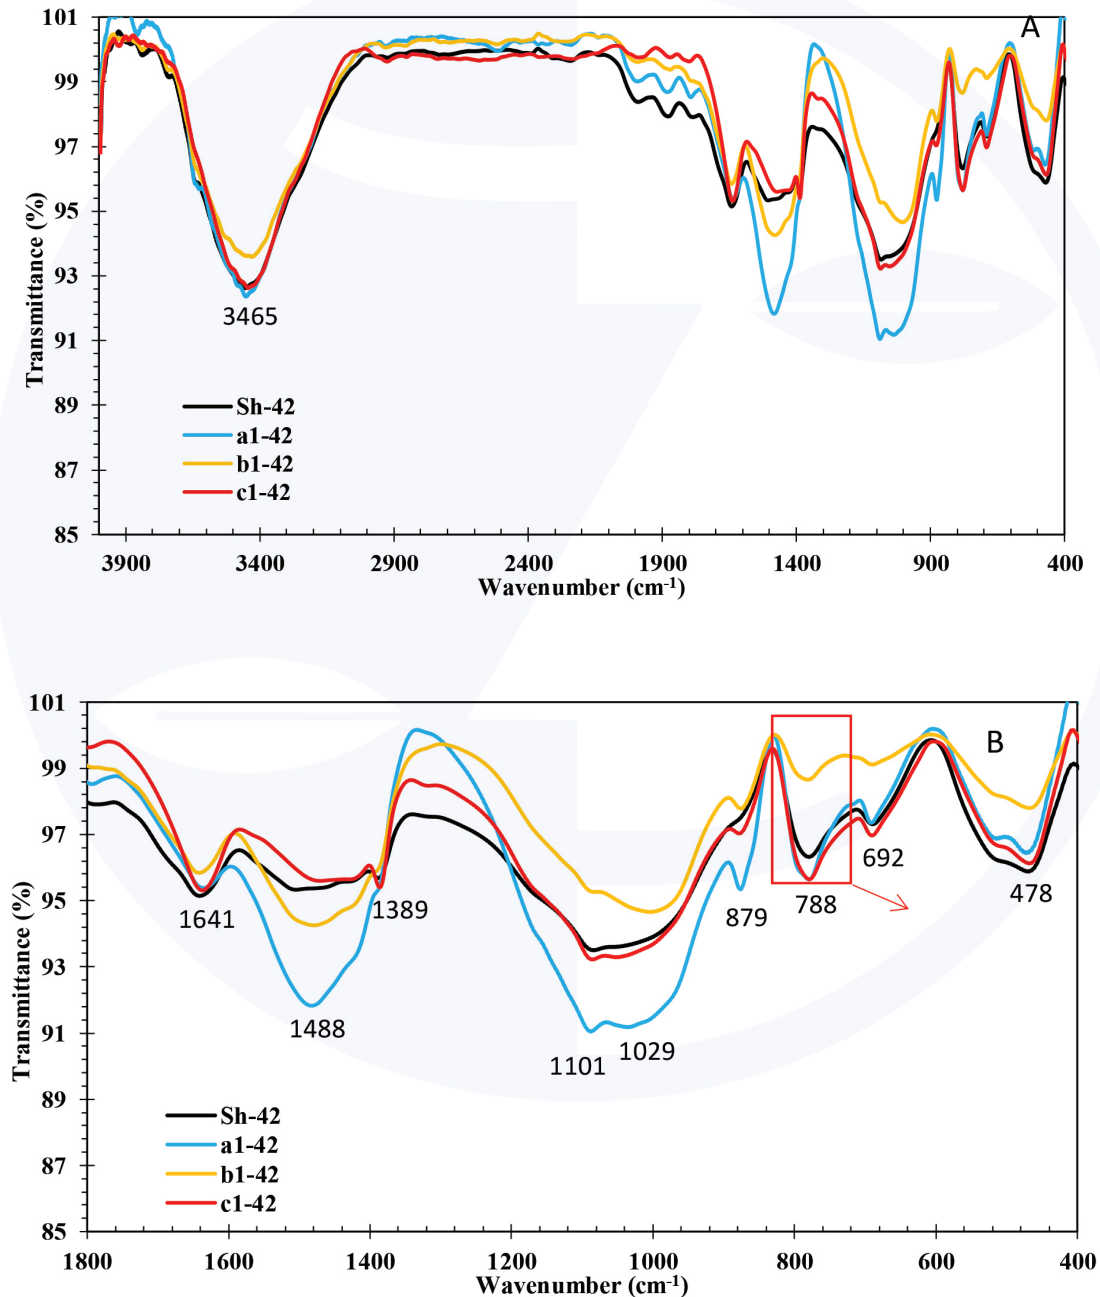 A
101
99
97
95
93
91
89
87
85
Transmittance (%)
3465
Sh-42
a1-42
b1-42
c1-42
3900 3400 2900 2400 1900 1400 900 400
Wavenumber (cm-1)
101
99
97
95
93
91
89
87
85
Transmittance (%)
B
1641
1488
1389
1101
1029
879
788
692
478
Sh-42
a1-42
b1-42
c1-42
1800 1600 1400 1200 1000 800 600 400
Wavenumber (cm-1)